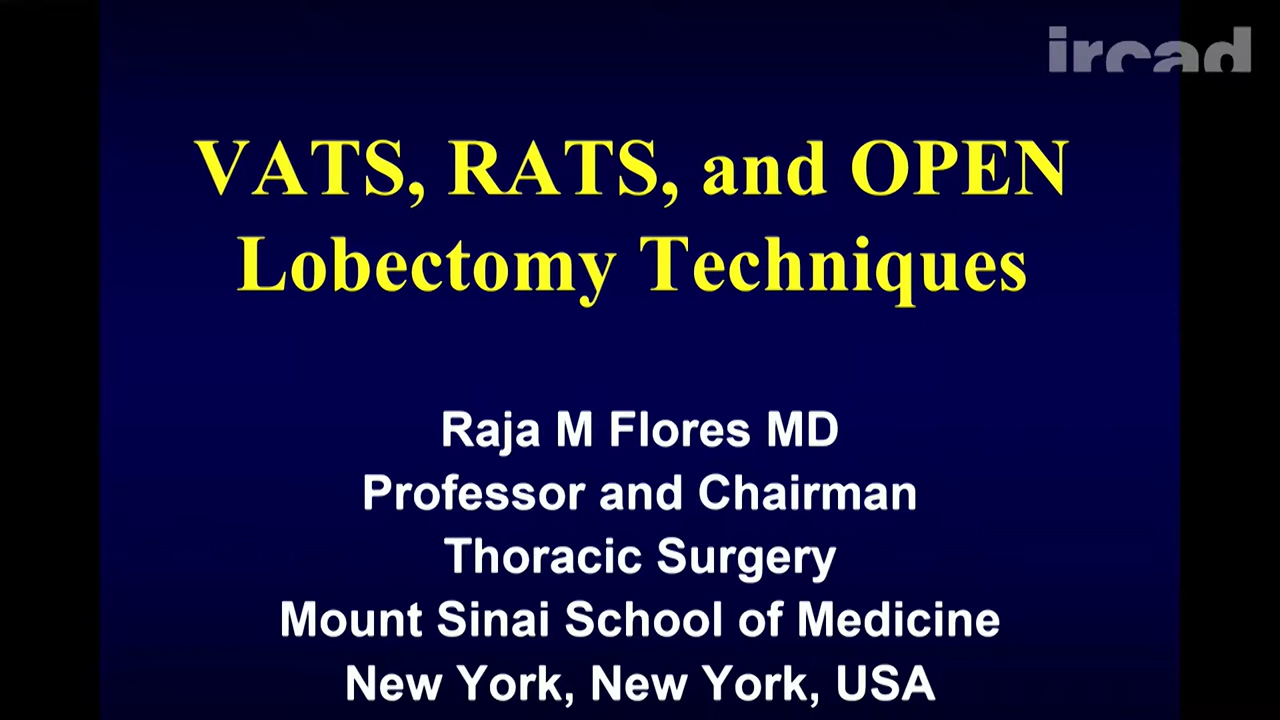 ircad
VATS, RATS, and OPEN
Lobectomy Techniques
Raja M Flores MD
Professor and Chairman
Thoracic Surgery
Mount Sinai School of Medicine
New York, New York, USA